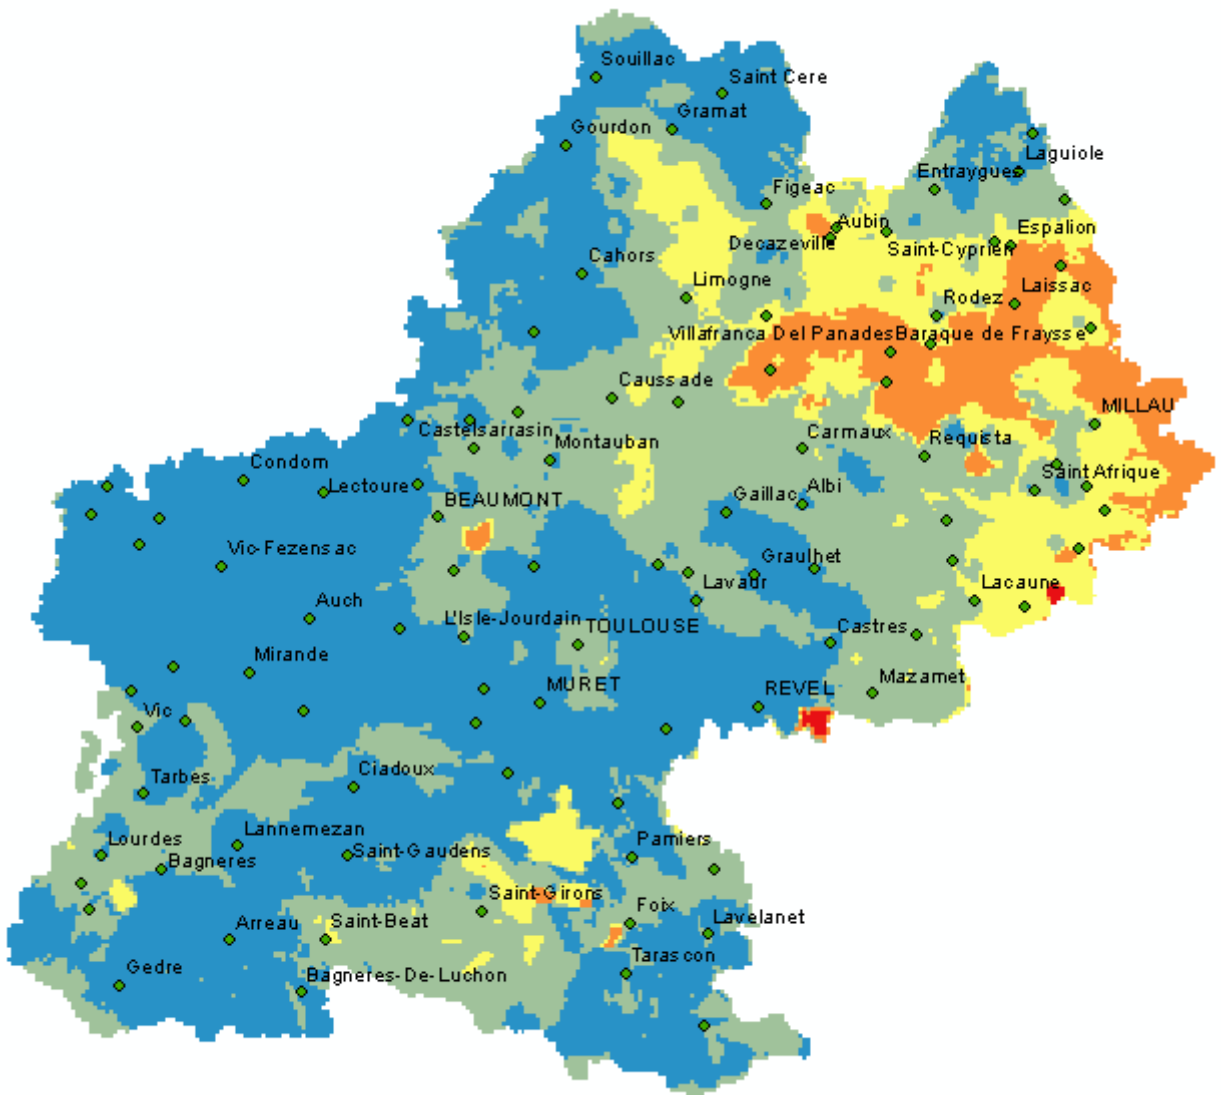 Souillac
Saint Cere
Gramat
Gourdon
Laguiole
Entraygues
Figeac
Aubin
Espalion
Decazeville
Saint-Cyprien
Cahors
Limogne
Laissac
Rodez
Villafranca Del Panades
Baraque de Fraysse
Caussade
MILLAU
Castelsarrasin
Carmaux
Requista
Montauban
Condom
Saint Afrique
Lectoure
BEAUMONT
Gaillac
Albi
Vic-Fezensac
Graulhet
Lavaur
Lacaune
Auch
L'Isle-Jourdain
TOULOUSE
Castres
Mirande
MURET
REVEL
Mazamet
Vic
Ciadoux
Tarbes
Lannemezan
Lourdes
Bagneres
Saint-Gaudens
Pamiers
Saint-Girons
Foix
Arreau
Saint-Beat
Lavelanet
Gedre
Bagneres-De-Luchon
Tarascon